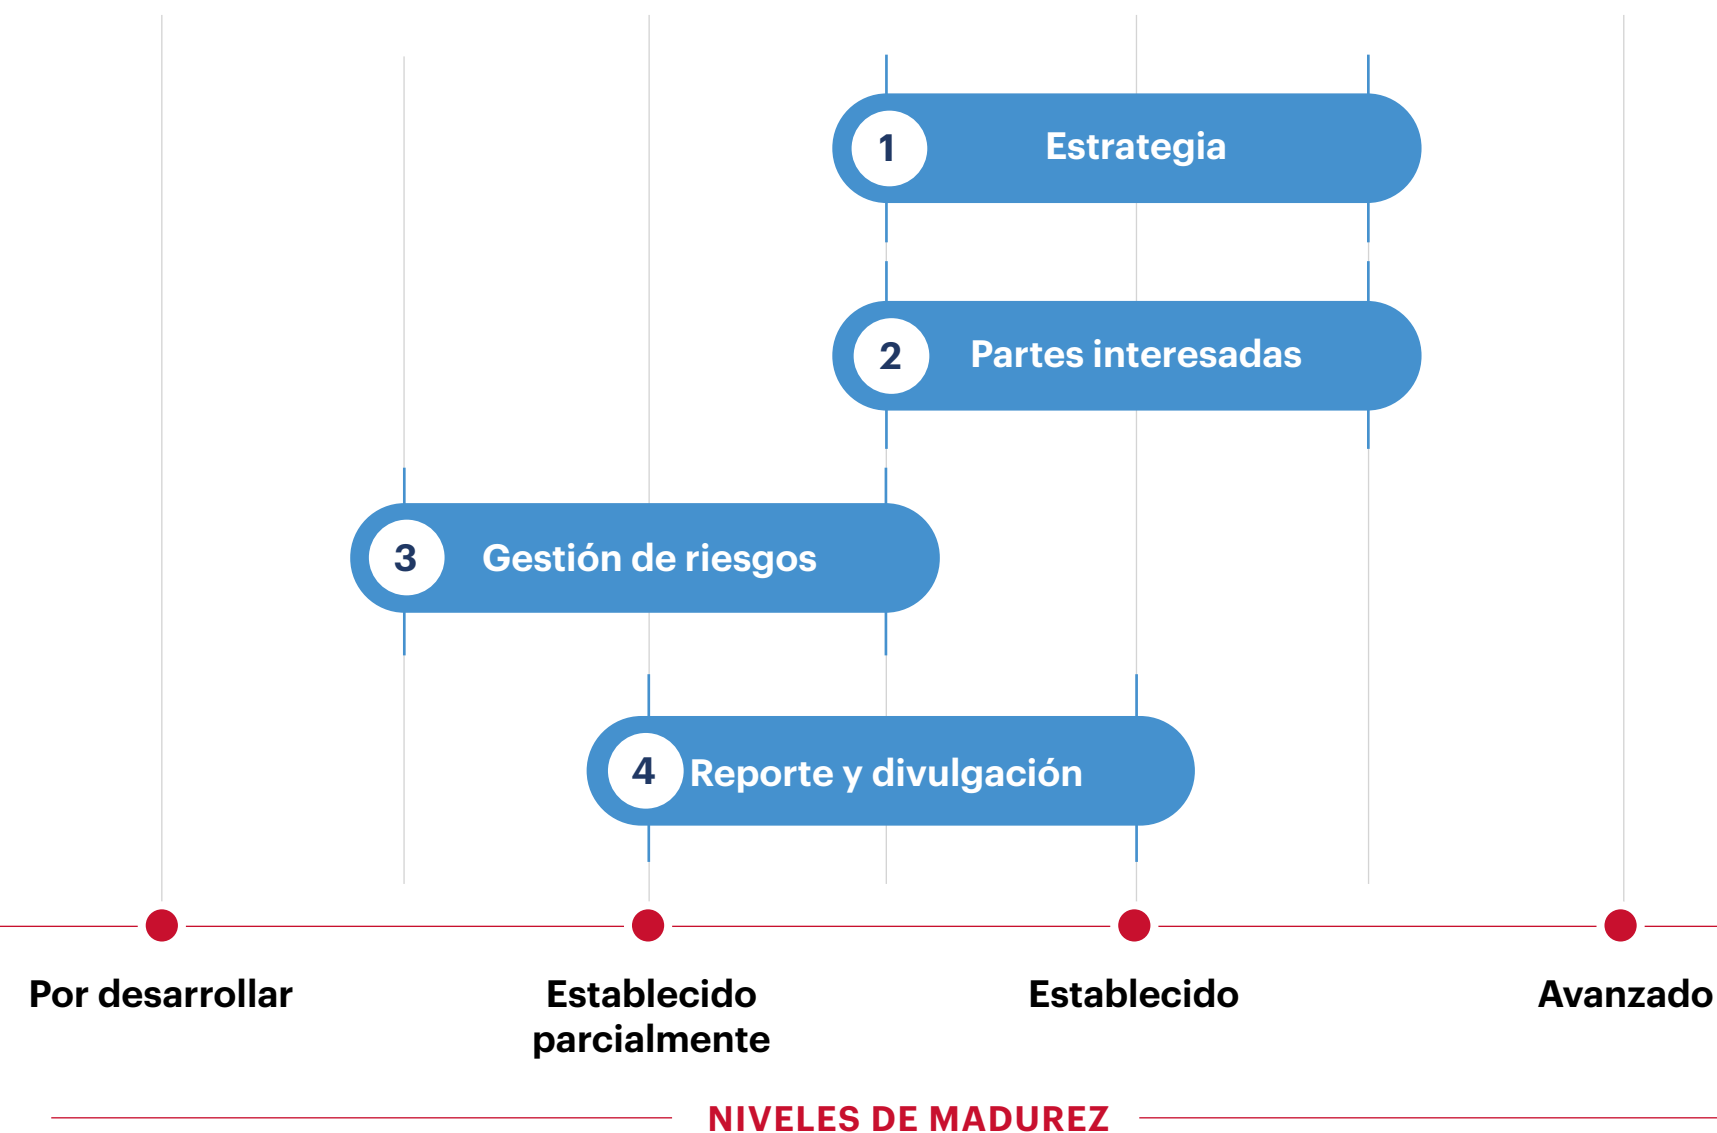 1 Estrategia
2 Partes interesadas
3 Gestión de riesgos
4 Reporte y divulgación
Por desarrollar
Establecido
parcialmente
Establecido
Avanzado
NIVELES DE MADUREZ